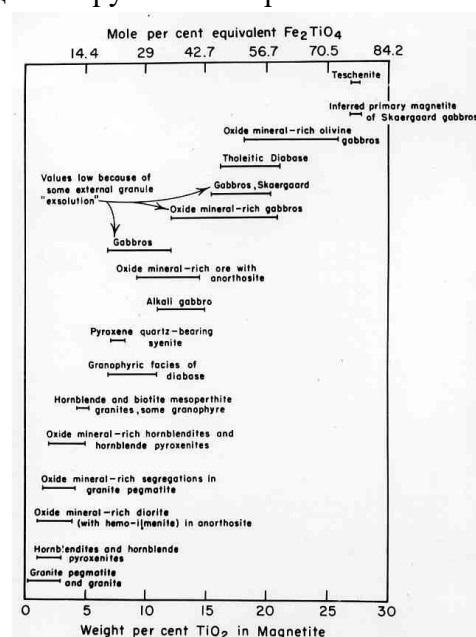 Mole per cent equivalent Fe2TiO4
14.4 29 42.7 56.7 70.5 84.2
Teschenite
Inferred primary magnetite
of Skaergaard gabbros
Oxide mineral-rich olivine
gabbros
Tholeitic Diabase
Values low because of
some external granule
"exsolution"
Gabbros, Skaergaard
Oxide mineral-rich gabbros
Gabbros
Oxide mineral-rich ore with
anorthosite
Alkali gabbro
Pyroxene quartz-bearing
syenite
Granophyric facies of
diabase
Hornblende and biotite mesoperthite
granites, some granophyre
Oxide mineral-rich hornblendites and
hornblende pyroxenites
Oxide mineral-rich segregations in
granite pegmatite
Oxide mineral-rich diorite
(with hemo-ilmenite) in anorthosite
Hornblendites and hornblende
pyroxenites
Granite pegmatite
and granite
0 5 10 15 20 25 30
Weight per cent TiO2 in Magnetite